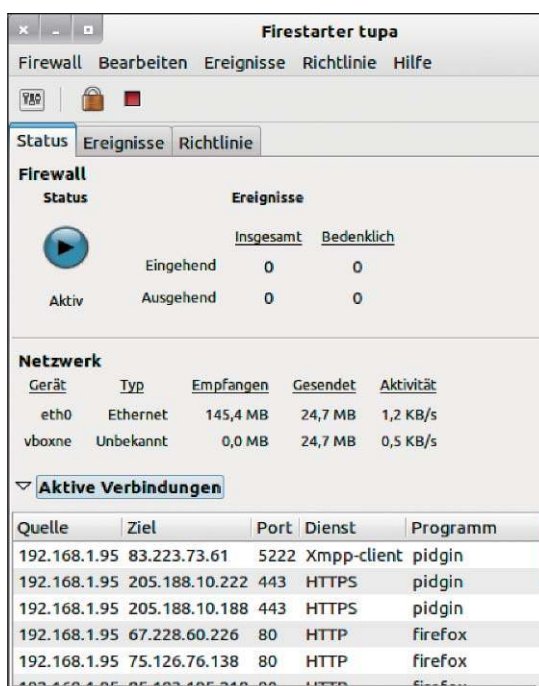 Firestarter tupa
Firewall Bearbeiten Ereignisse Richtlinie Hilfe
Status Ereignisse Richtlinie
Firewall
Status Ereignisse
Insgesamt Bedenklich
Eingehend 0 0
Aktiv Ausgehend 0 0
Netzwerk
Gerät Typ Empfangen Gesendet Aktivität
eth0 Ethernet 145,4 MB 24,7 MB 1,2 KB/s
vboxne Unbekannt 0,0 MB 24,7 MB 0,5 KB/s
Aktive Verbindungen
Quelle Ziel Port Dienst Programm
192.168.1.95 83.223.73.61 5222 Xmpp-client pidgin
192.168.1.95 205.188.10.222 443 HTTPS pidgin
192.168.1.95 205.188.10.188 443 HTTPS pidgin
192.168.1.95 67.228.60.226 80 HTTP firefox
192.168.1.95 75.126.76.138 80 HTTP firefox